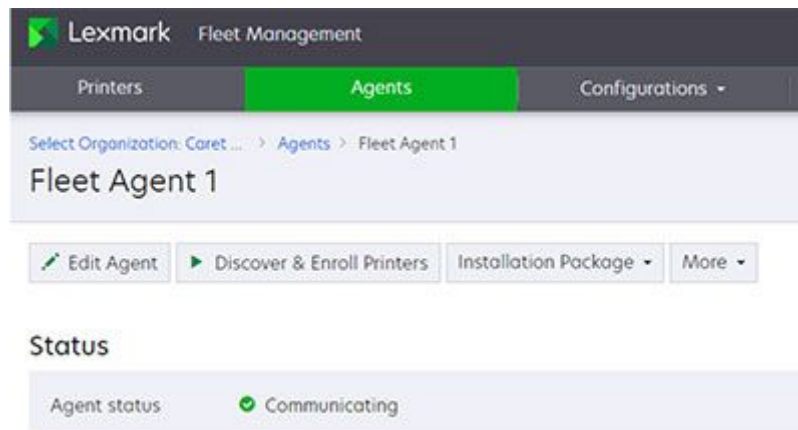 Lexmark Fleet Management
Printers Agents Configurations
Select Organization: Caret ... > Agents > Fleet Agent 1
Fleet Agent 1
Edit Agent Discover & Enroll Printers Installation Package More
Status
Agent status Communicating